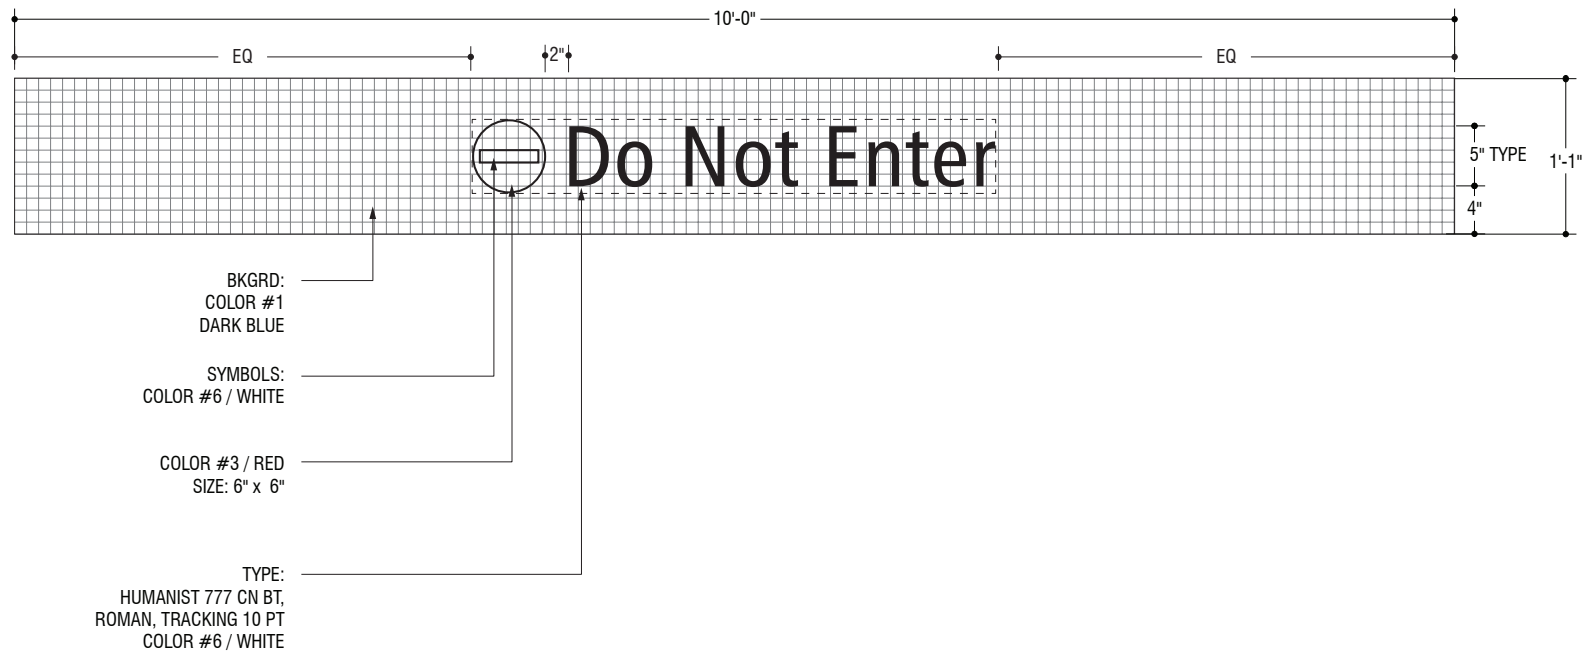 10'-0"
EQ
2"
EQ
Do Not Enter
5" TYPE
1'-1"
4"
BKGRD:
COLOR #1
DARK BLUE
SYMBOLS:
COLOR #6 / WHITE
COLOR #3 / RED
SIZE: 6" x 6"
TYPE:
HUMANIST 777 CN BT,
ROMAN, TRACKING 10 PT
COLOR #6 / WHITE